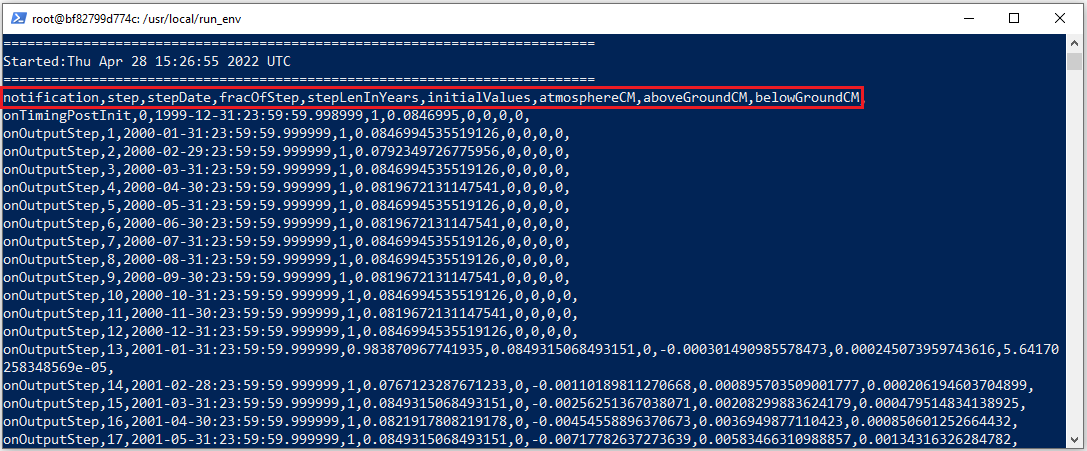 root@bf82799d774c: /usr/local/run_env
==========================================================================
Started:Thu Apr 28 15:26:55 2022 UTC
==========================================================================
notification,step,stepDate,fracOfStep,stepLenInYears,initialValues,atmosphereCM,aboveGroundCM,belowGroundCM,
onTimingPostInit,0,1999-12-31:23:59:59.998999,1,0.0846995,0,0,0,0,
onOutputStep,1,2000-01-31:23:59:59.999999,1,0.0846994535519126,0,0,0,0,
onOutputStep,2,2000-02-29:23:59:59.999999,1,0.0792349726775956,0,0,0,0,
onOutputStep,3,2000-03-31:23:59:59.999999,1,0.0846994535519126,0,0,0,0,
onOutputStep,4,2000-04-30:23:59:59.999999,1,0.0819672131147541,0,0,0,0,
onOutputStep,5,2000-05-31:23:59:59.999999,1,0.0846994535519126,0,0,0,0,
onOutputStep,6,2000-06-30:23:59:59.999999,1,0.0819672131147541,0,0,0,0,
onOutputStep,7,2000-07-31:23:59:59.999999,1,0.0846994535519126,0,0,0,0,
onOutputStep,8,2000-08-31:23:59:59.999999,1,0.0846994535519126,0,0,0,0,
onOutputStep,9,2000-09-30:23:59:59.999999,1,0.0819672131147541,0,0,0,0,
onOutputStep,10,2000-10-31:23:59:59.999999,1,0.0846994535519126,0,0,0,0,
onOutputStep,11,2000-11-30:23:59:59.999999,1,0.0819672131147541,0,0,0,0,
onOutputStep,12,2000-12-31:23:59:59.999999,1,0.0846994535519126,0,0,0,0,
onOutputStep,13,2001-01-31:23:59:59.999999,0.983870967741935,0.0849315068493151,0,-0.000301490985578473,0.000245073959743616,5.64170
258348569e-05,
onOutputStep,14,2001-02-28:23:59:59.999999,1,0.0767123287671233,0,-0.00110189811270668,0.000895703509001777,0.000206194603704899,
onOutputStep,15,2001-03-31:23:59:59.999999,1,0.0849315068493151,0,-0.00256251367038071,0.00208299883624179,0.000479514834138925,
onOutputStep,16,2001-04-30:23:59:59.999999,1,0.0821917808219178,0,-0.00454558896370673,0.0036949877110423,0.000850601252664432,
onOutputStep,17,2001-05-31:23:59:59.999999,1,0.0849315068493151,0,-0.00717782637273639,0.00583466310988857,0.00134316326284782,